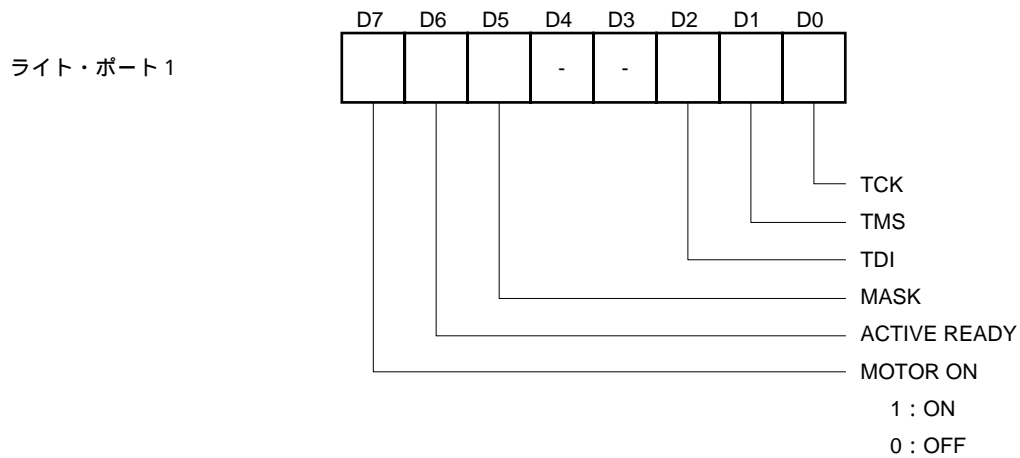 D7 D6 D5 D4 D3 D2 D1 D0
ライト・ポート1
- -
TCK
TMS
TDI
MASK
ACTIVE READY
MOTOR ON
1:ON
0:OFF